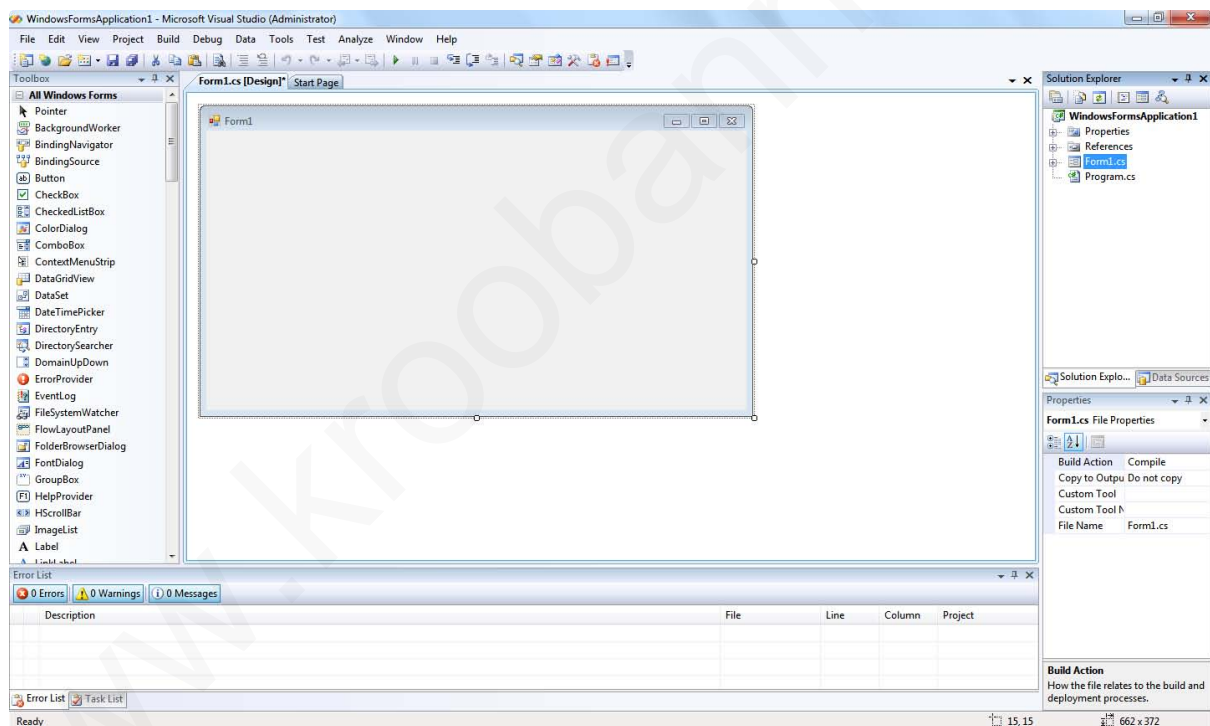 WindowsFormsApplication1 - Microsoft Visual Studio (Administrator)
File Edit View Project Build Debug Data Tools Test Analyze Window Help
Toolbox
All Windows Forms
Pointer
BackgroundWorker
BindingNavigator
BindingSource
Button
CheckBox
CheckedListBox
ColorDialog
ComboBox
ContextMenuStrip
DataGridView
DataSet
DateTimePicker
DirectoryEntry
DirectorySearcher
DomainUpDown
ErrorProvider
EventLog
FileSystemWatcher
FlowLayoutPanel
FolderBrowserDialog
FontDialog
GroupBox
HelpProvider
HScrollBar
ImageList
A Label
A LinkLabel
Form1.cs [Design]* Start Page
Form1
Solution Explorer
WindowsFormsApplication1
Properties
References
Form1.cs
Program.cs
Solution Explo... Data Sources
Properties
Form1.cs File Properties
Build Action Compile
Copy to Outpu Do not copy
Custom Tool
Custom Tool N
File Name Form1.cs
Build Action
How the file relates to the build and
deployment processes.
Error List
0 Errors 0 Warnings 0 Messages
Description File Line Column Project
Error List Task List
Ready 15, 15 662 x 372